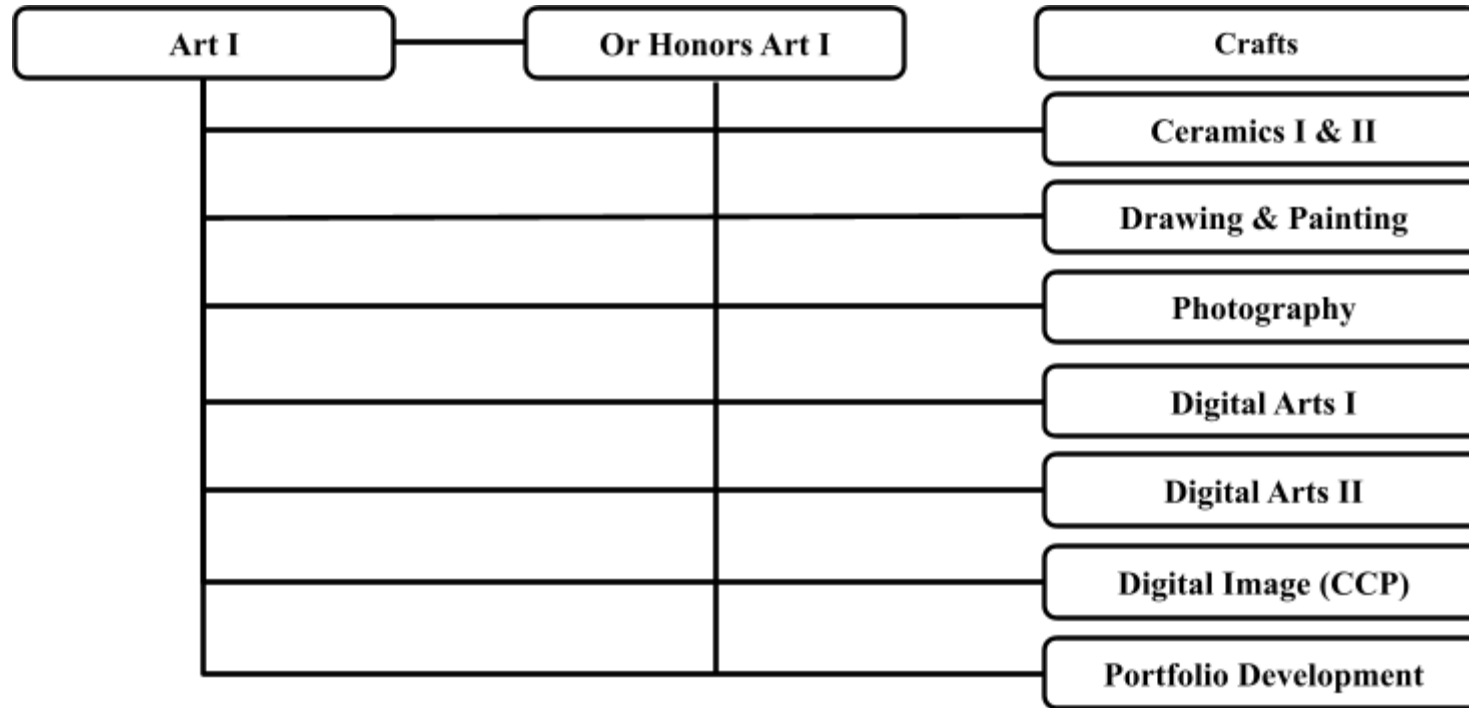 Art I
Or Honors Art I
Crafts
Ceramics I & II
Drawing & Painting
Photography
Digital Arts I
Digital Arts II
Digital Image (CCP)
Portfolio Development